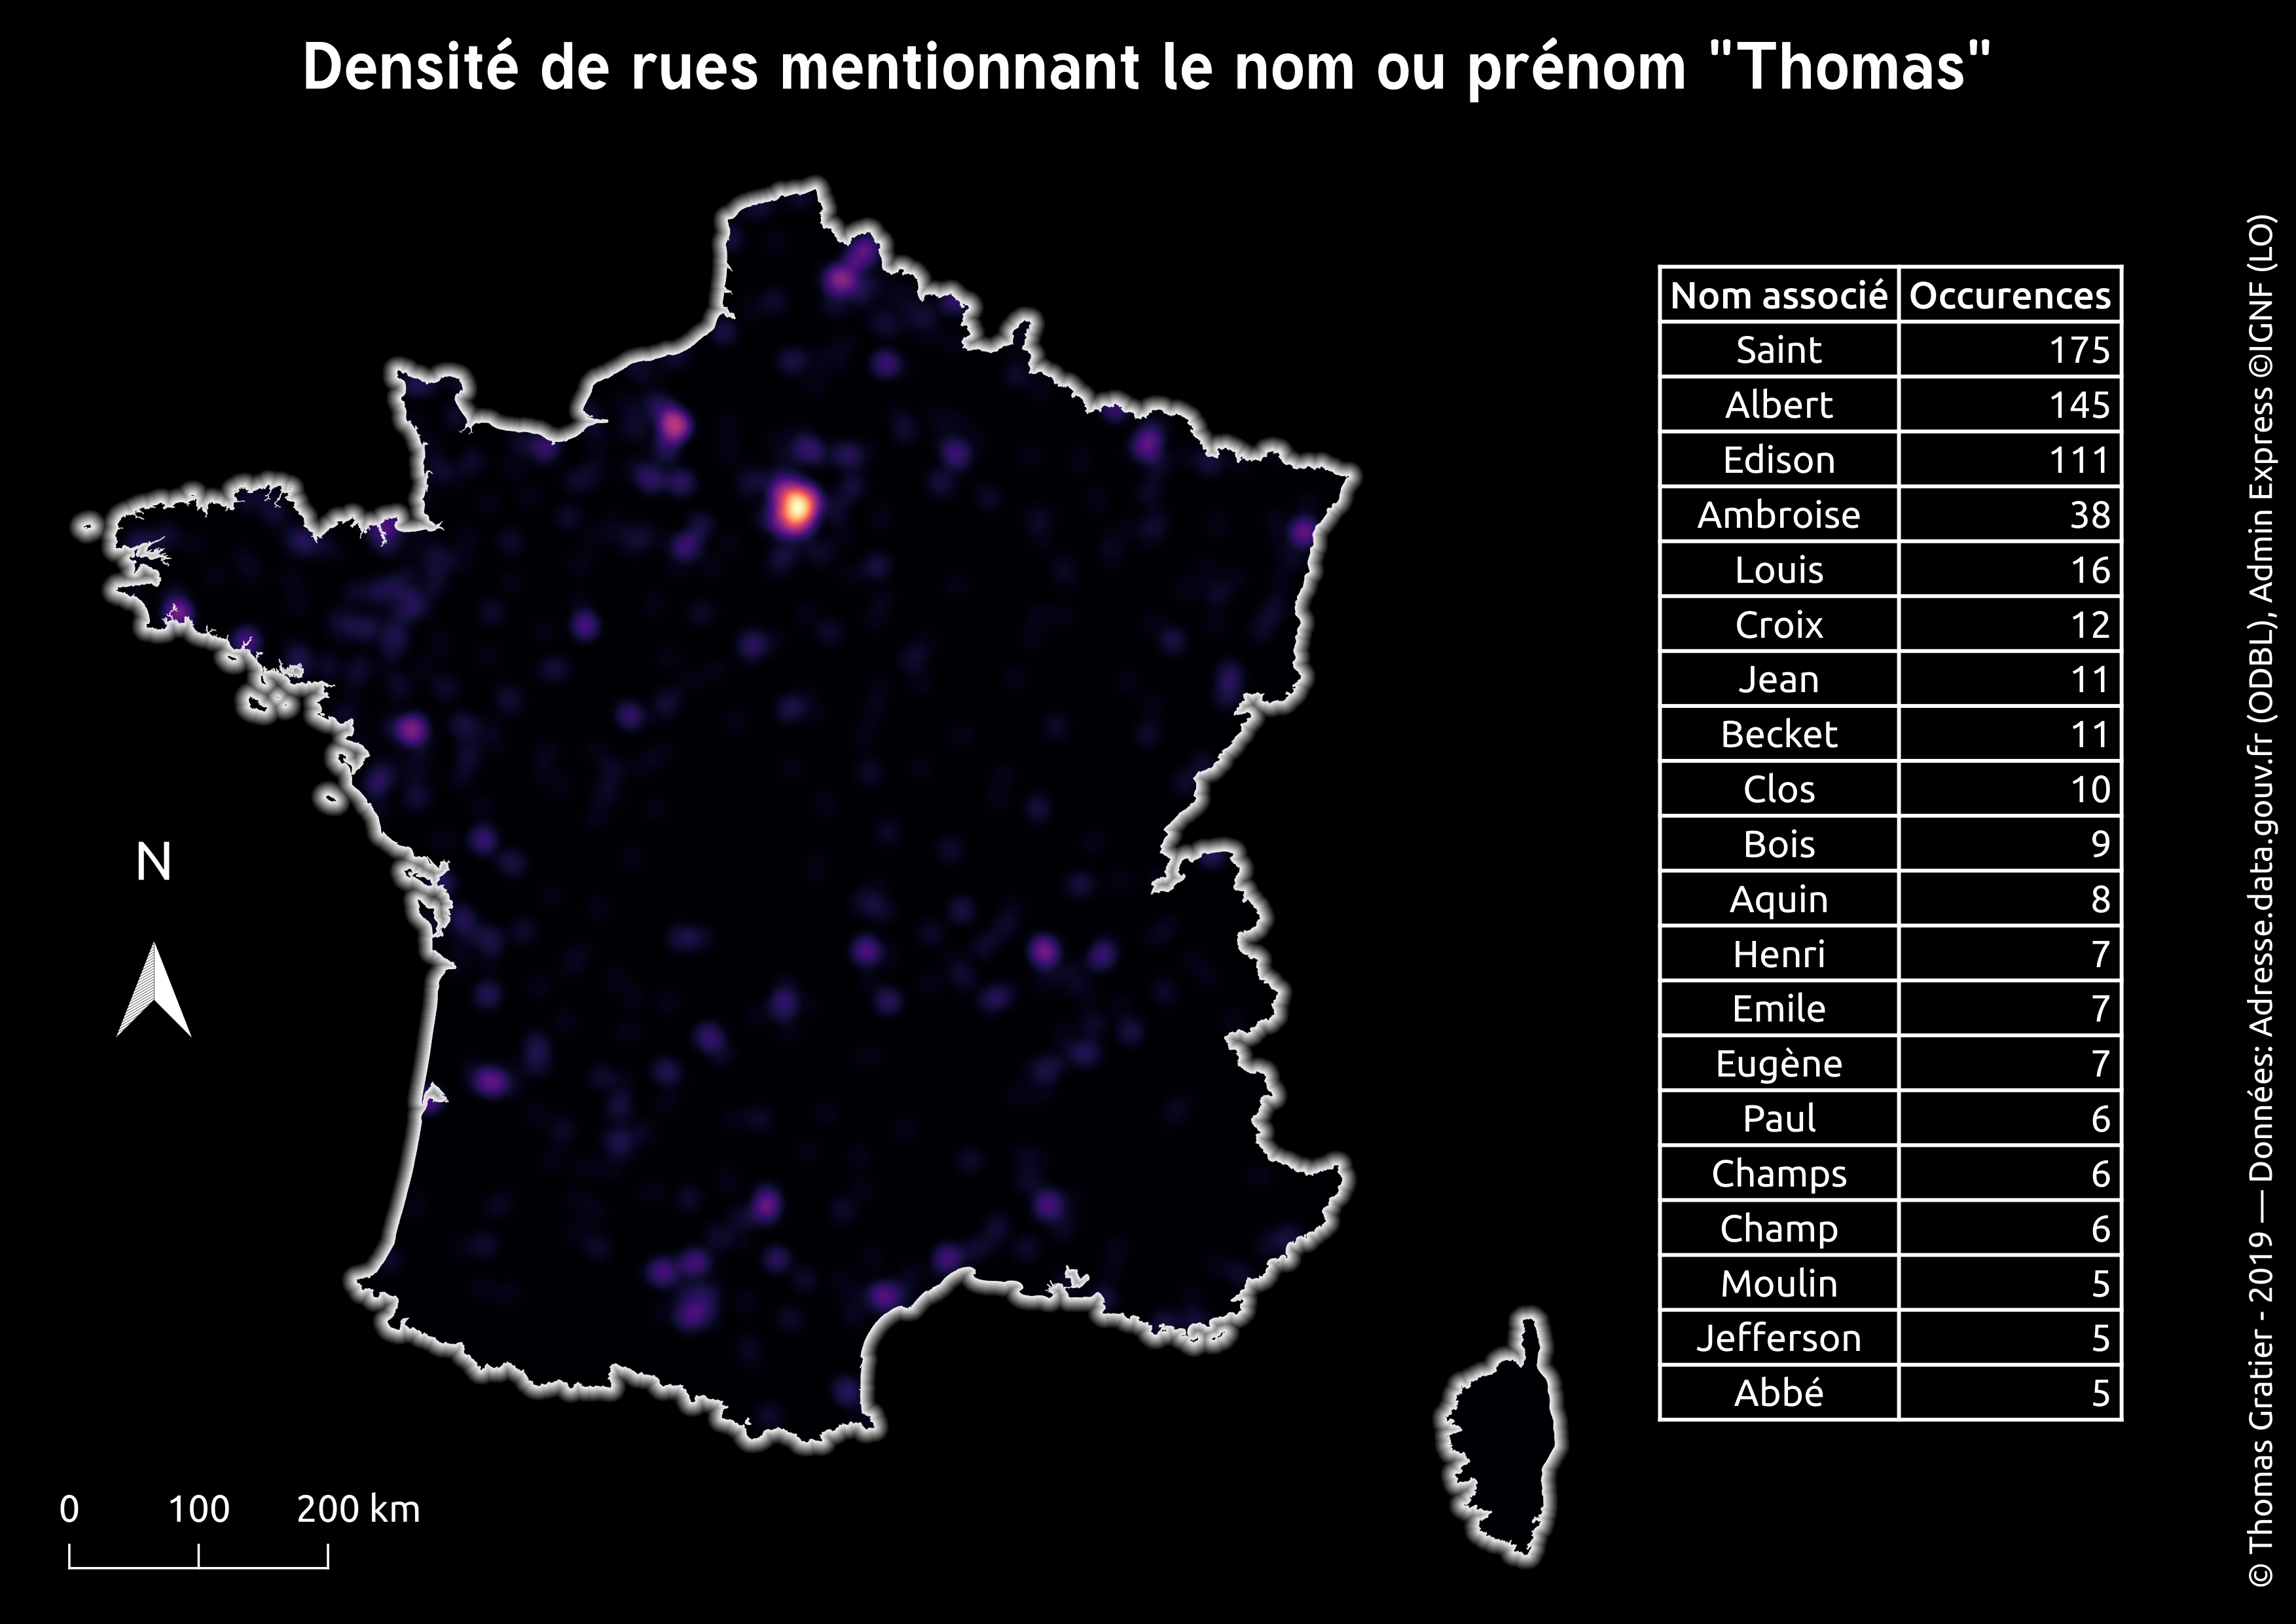 Densité de rues mentionnant le nom ou prénom "Thomas"
Nom associé Occurences
Saint 175
Albert 145
Edison 111
Ambroise 38
Louis 16
Croix 12
Jean 11
Becket 11
Clos 10
Bois 9
Aquin 8
Henri 7
Emile 7
Eugène 7
Paul 6
Champs 6
Champ 6
Moulin 5
Jefferson 5
Abbé 5
N
0 100 200 km
© Thomas Gratier - 2019 — Données: Adresse.data.gouv.fr (ODBL), Admin Express ©IGNF (LO)